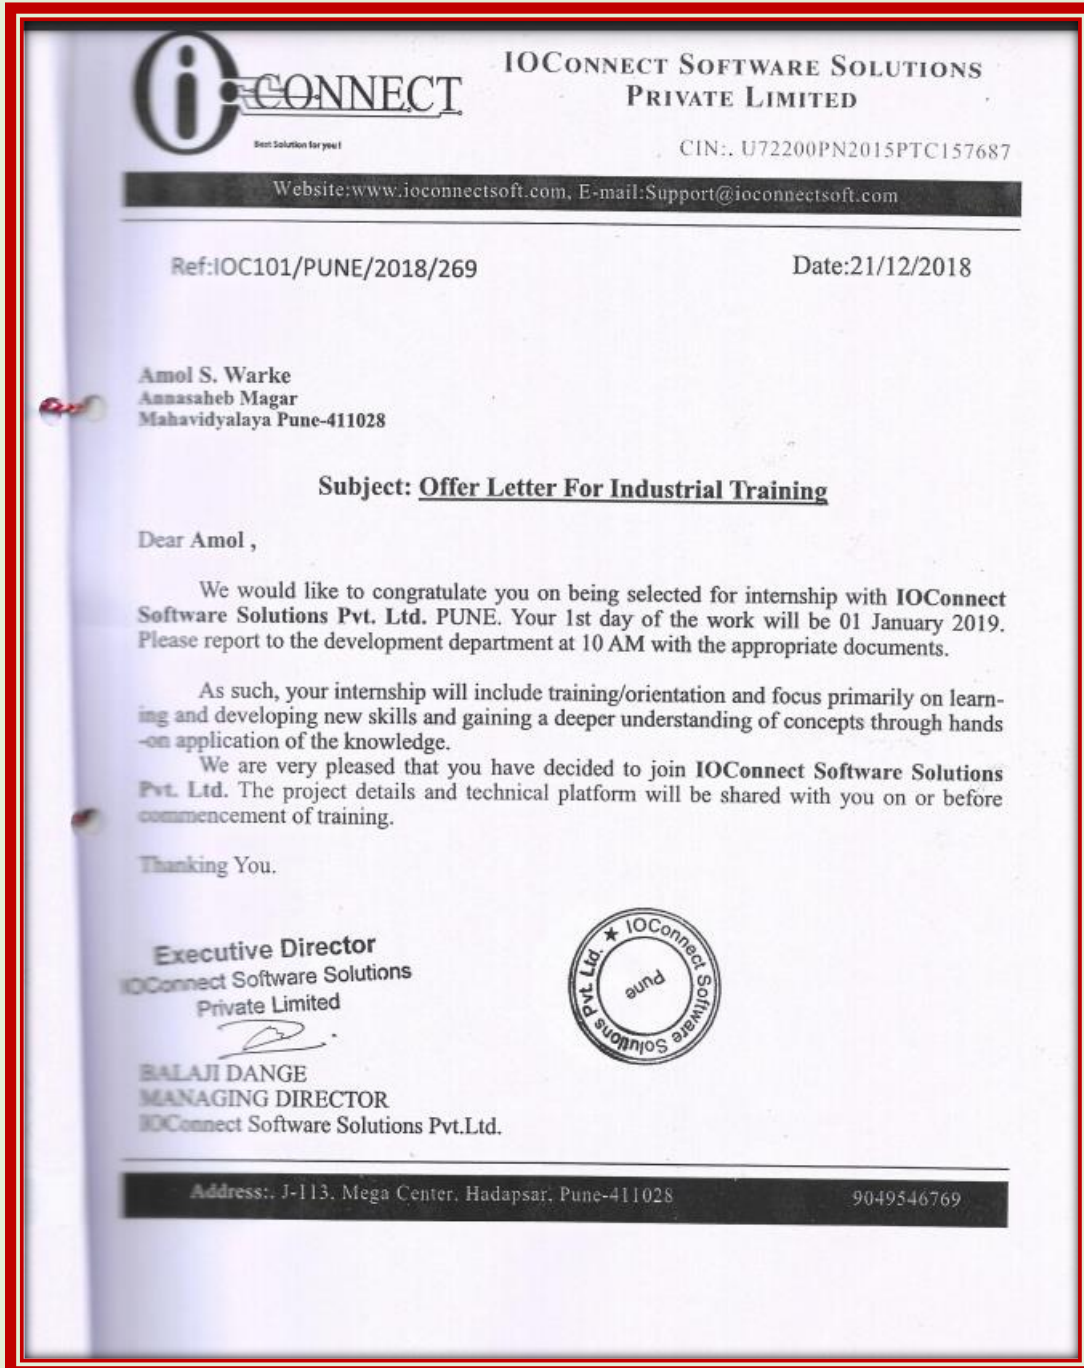 iO CONNECT
Best Solution for you!
IOCONNECT SOFTWARE SOLUTIONS
PRIVATE LIMITED
CIN:. U72200PN2015PTC157687
Website:www.ioconnectsoft.com, E-mail:Support@ioconnectsoft.com
Ref:IOC101/PUNE/2018/269
Date:21/12/2018
Amol S. Warke
Annasaheb Magar
Mahavidyalaya Pune-411028
Subject: Offer Letter For Industrial Training
Dear Amol ,
We would like to congratulate you on being selected for internship with IOConnect
Software Solutions Pvt. Ltd. PUNE. Your 1st day of the work will be 01 January 2019.
Please report to the development department at 10 AM with the appropriate documents.
As such, your internship will include training/orientation and focus primarily on learn-
ing and developing new skills and gaining a deeper understanding of concepts through hands
-on application of the knowledge.
We are very pleased that you have decided to join IOConnect Software Solutions
Pvt. Ltd. The project details and technical platform will be shared with you on or before
commencement of training.
Thanking You.
Executive Director
IOConnect Software Solutions
Private Limited
★ IOConnect Software Solutions Pvt Ltd.
Pune
BALAJI DANGE
MANAGING DIRECTOR
IOConnect Software Solutions Pvt.Ltd.
Address:. J-113, Mega Center, Hadapsar, Pune-411028
9049546769